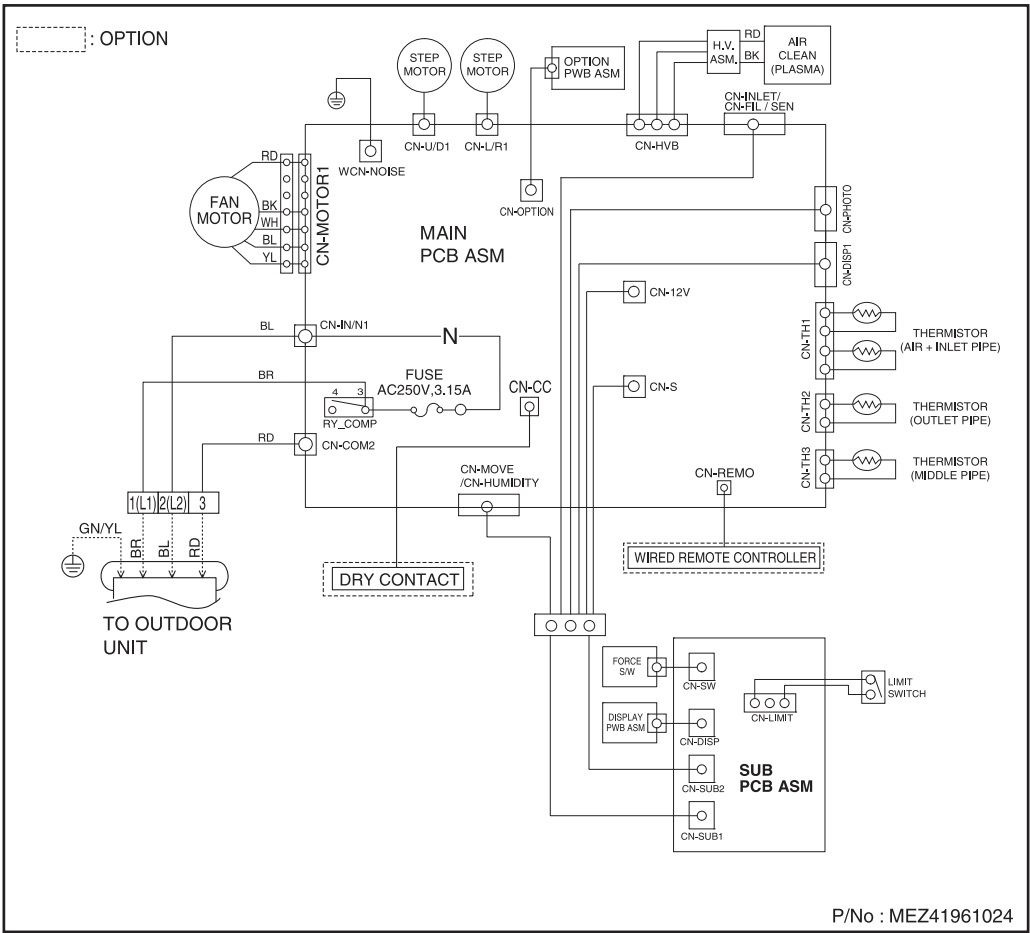 : OPTION
STEP
MOTOR
STEP
MOTOR
OPTION
PWB ASM
H.V.
ASM.
RD
BK
AIR
CLEAN
(PLASMA)
CN-INLET/
CN-FIL / SEN
CN-U/D1
CN-L/R1
CN-HVB
WCN-NOISE
CN-OPTION
RD
FAN
MOTOR
BK
WH
BL
YL
CN-MOTOR1
MAIN
PCB ASM
CN-PHOTO
CN-DISP1
CN-12V
CN-S
CN-TH1
THERMISTOR
(AIR + INLET PIPE)
CN-TH2
THERMISTOR
(OUTLET PIPE)
CN-TH3
THERMISTOR
(MIDDLE PIPE)
BL
CN-IN/N1
N
BR
FUSE
AC250V,3.15A
4 3
RY_COMP
CN-CC
RD
CN-COM2
CN-MOVE
/CN-HUMIDITY
CN-REMO
1(L1) 2(L2) 3
GN/YL
BR
BL
RD
TO OUTDOOR
UNIT
DRY CONTACT
WIRED REMOTE CONTROLLER
FORCE
S/W
CN-SW
DISPLAY
PWB ASM
CN-DISP
CN-SUB2
CN-SUB1
CN-LIMIT
LIMIT
SWITCH
SUB
PCB ASM
P/No : MEZ41961024